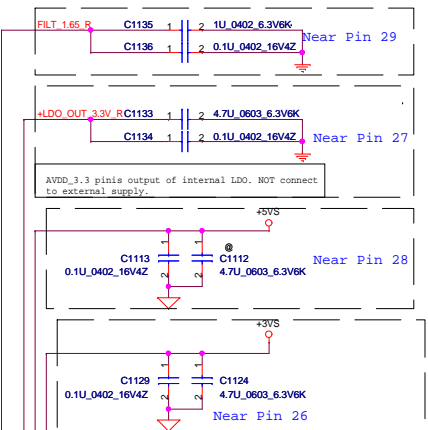 FILT_1.65_R C1135 1 2 1U_0402_6.3V6K
Near Pin 29
C1136 1 2 0.1U_0402_16V4Z
+LDO_OUT_3.3V_R C1133 1 2 4.7U_0603_6.3V6K
C1134 1 2 0.1U_0402_16V4Z Near Pin 27
AVDD_3.3 pinis output of internal LDO. NOT connect
to external supply.
+5VS
1 1 @
C1113 C1112 Near Pin 28
0.1U_0402_16V4Z 2 2 4.7U_0603_6.3V6K
+3VS
1 1
C1129 C1124
0.1U_0402_16V4Z 2 2 4.7U_0603_6.3V6K
Near Pin 26